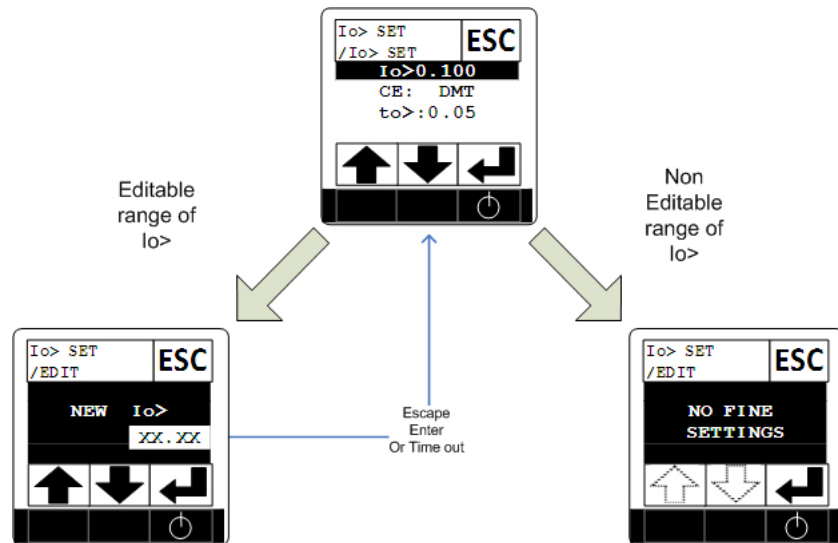 Io> SET
/Io> SET
ESC
Io>0.100
CE: DMT
to>:0.05
Editable
range of
Io>
Non
Editable
range of
Io>
Io> SET
/EDIT
ESC
NEW Io>
XX.XX
Escape
Enter
Or Time out
Io> SET
/EDIT
ESC
NO FINE
SETTINGS